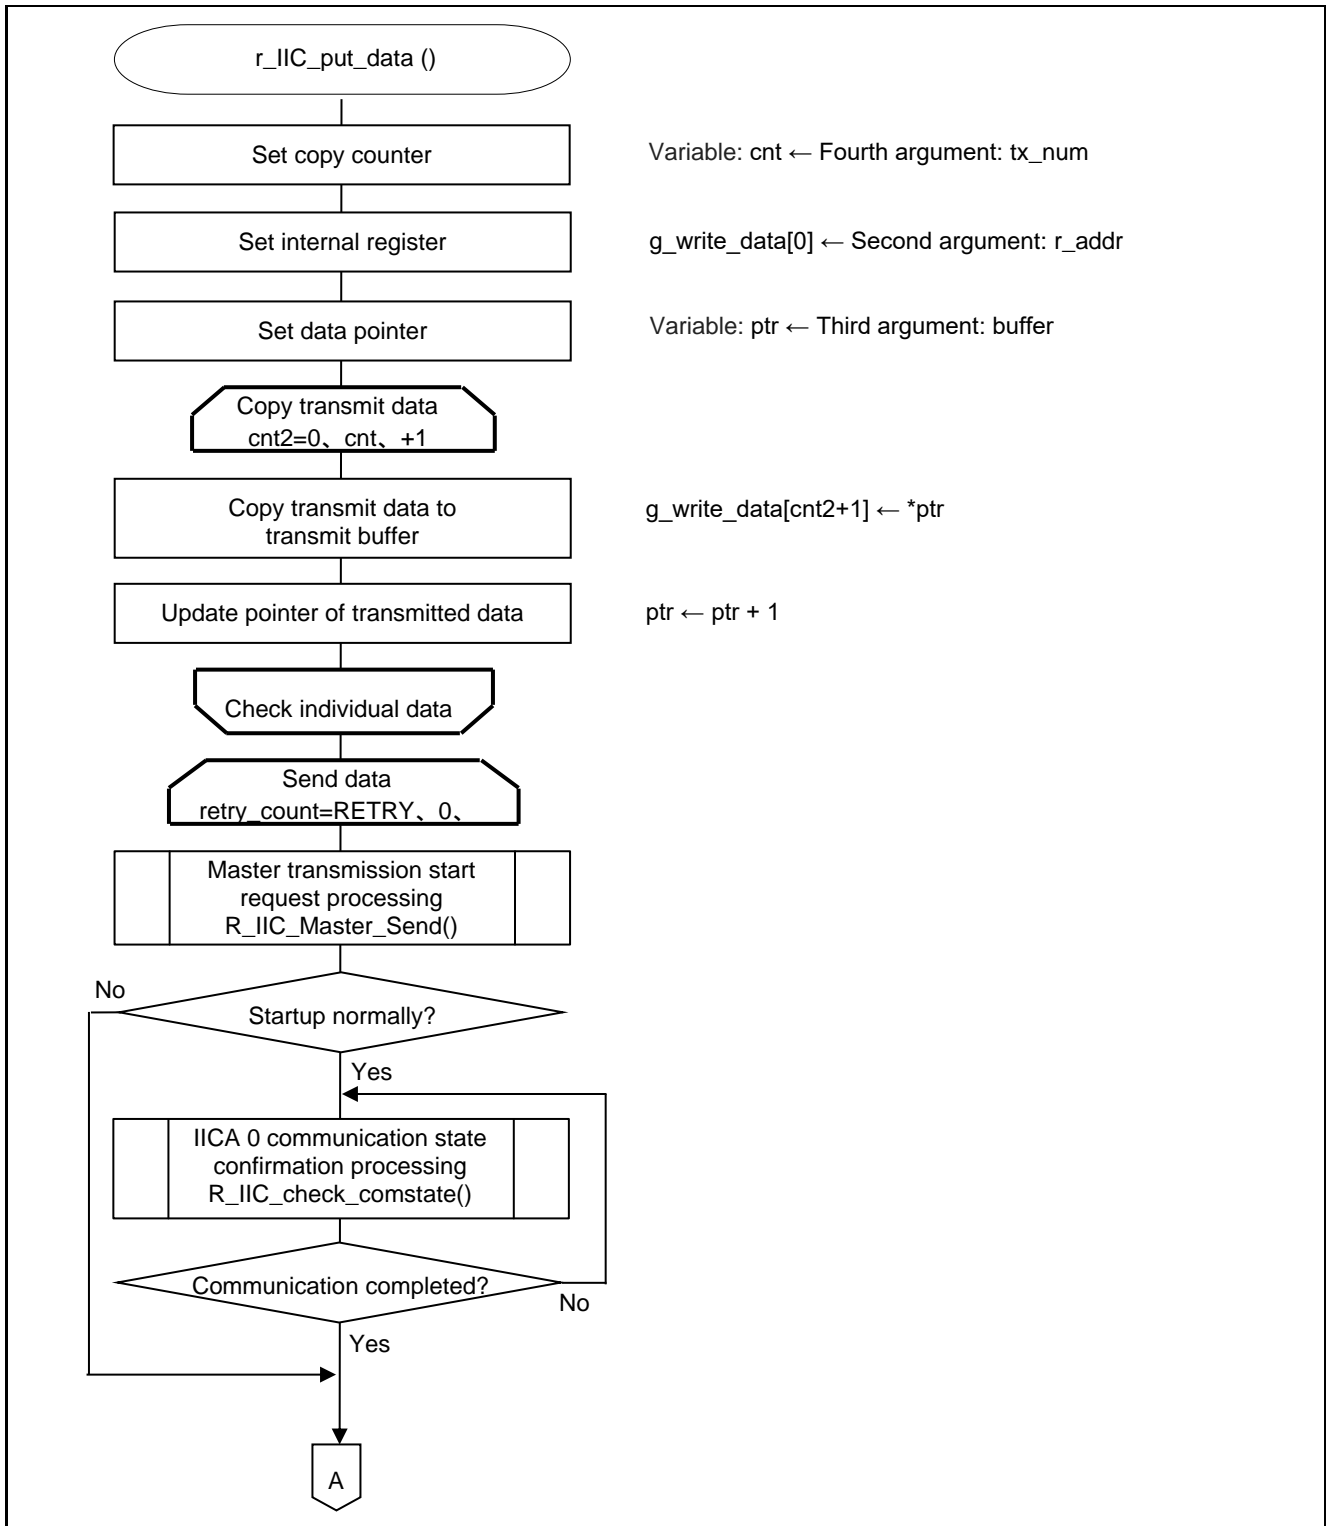 r_IIC_put_data ()
Set copy counter
Variable: cnt ← Fourth argument: tx_num
Set internal register
g_write_data[0] ← Second argument: r_addr
Set data pointer
Variable: ptr ← Third argument: buffer
Copy transmit data
cnt2=0、cnt、+1
Copy transmit data to
transmit buffer
g_write_data[cnt2+1] ← *ptr
Update pointer of transmitted data
ptr ← ptr + 1
Check individual data
Send data
retry_count=RETRY、0、
Master transmission start
request processing
R_IIC_Master_Send()
No
Startup normally?
Yes
IICA 0 communication state
confirmation processing
R_IIC_check_comstate()
Communication completed?
No
Yes
A